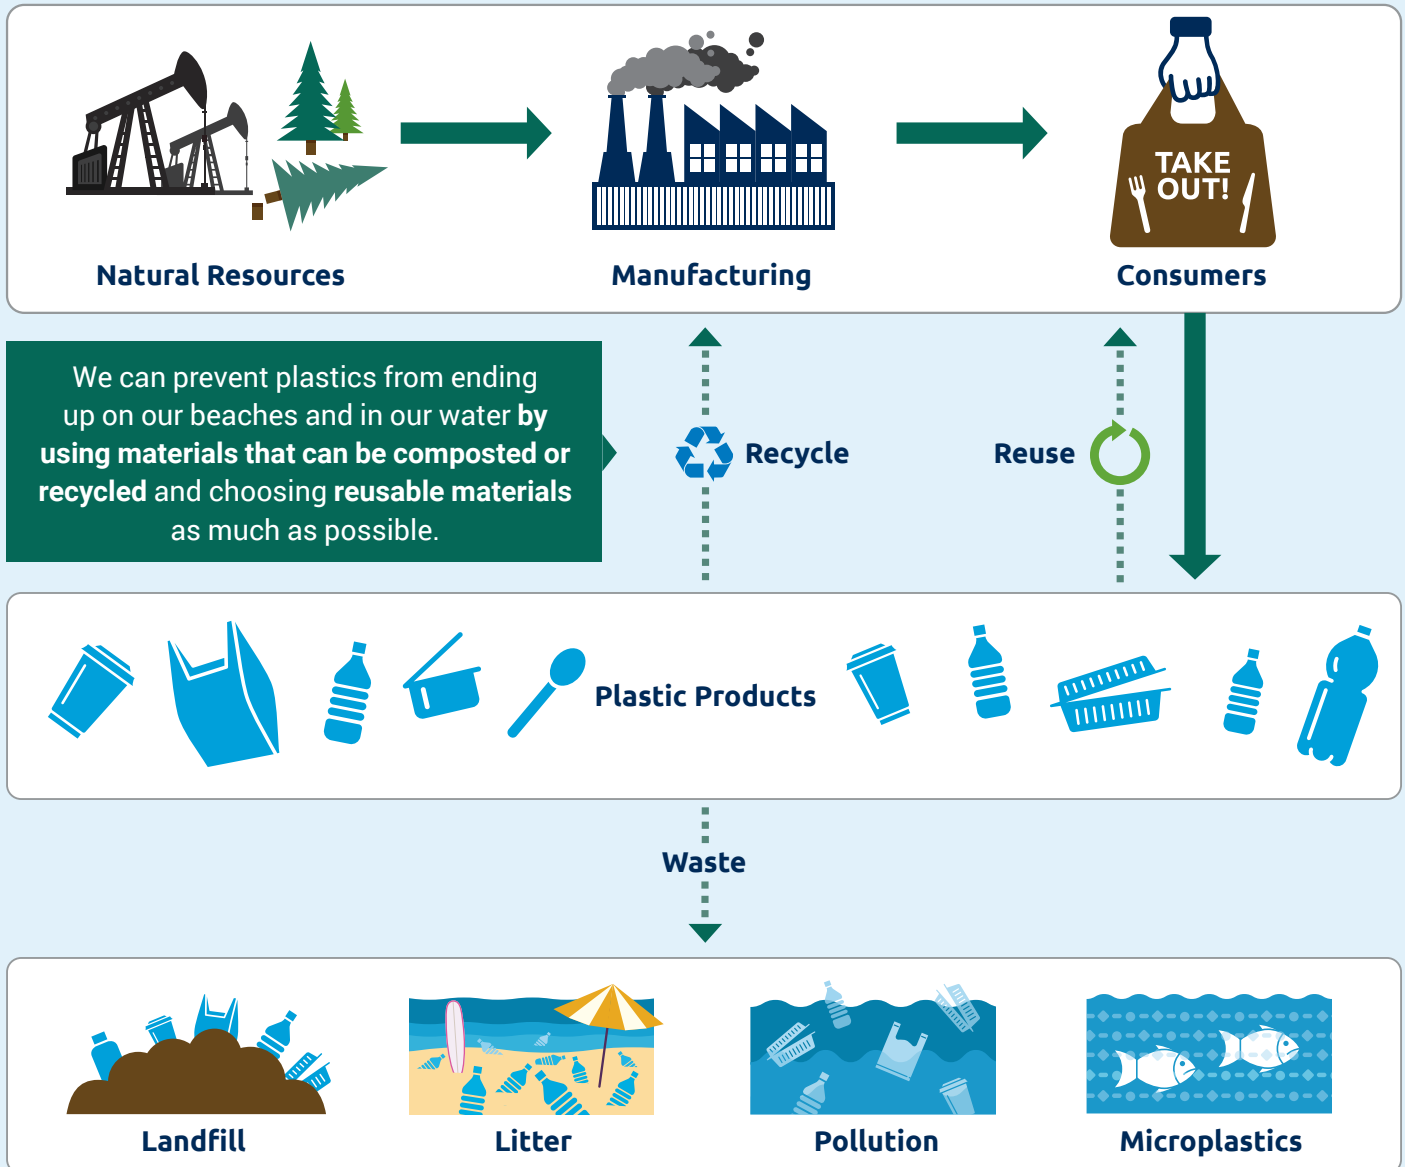 TAKE
OUT!
Natural Resources
Manufacturing
Consumers
We can prevent plastics from ending
up on our beaches and in our water by
using materials that can be composted or
recycled and choosing reusable materials
as much as possible.
Recycle
Reuse
Plastic Products
Waste
Landfill
Litter
Pollution
Microplastics